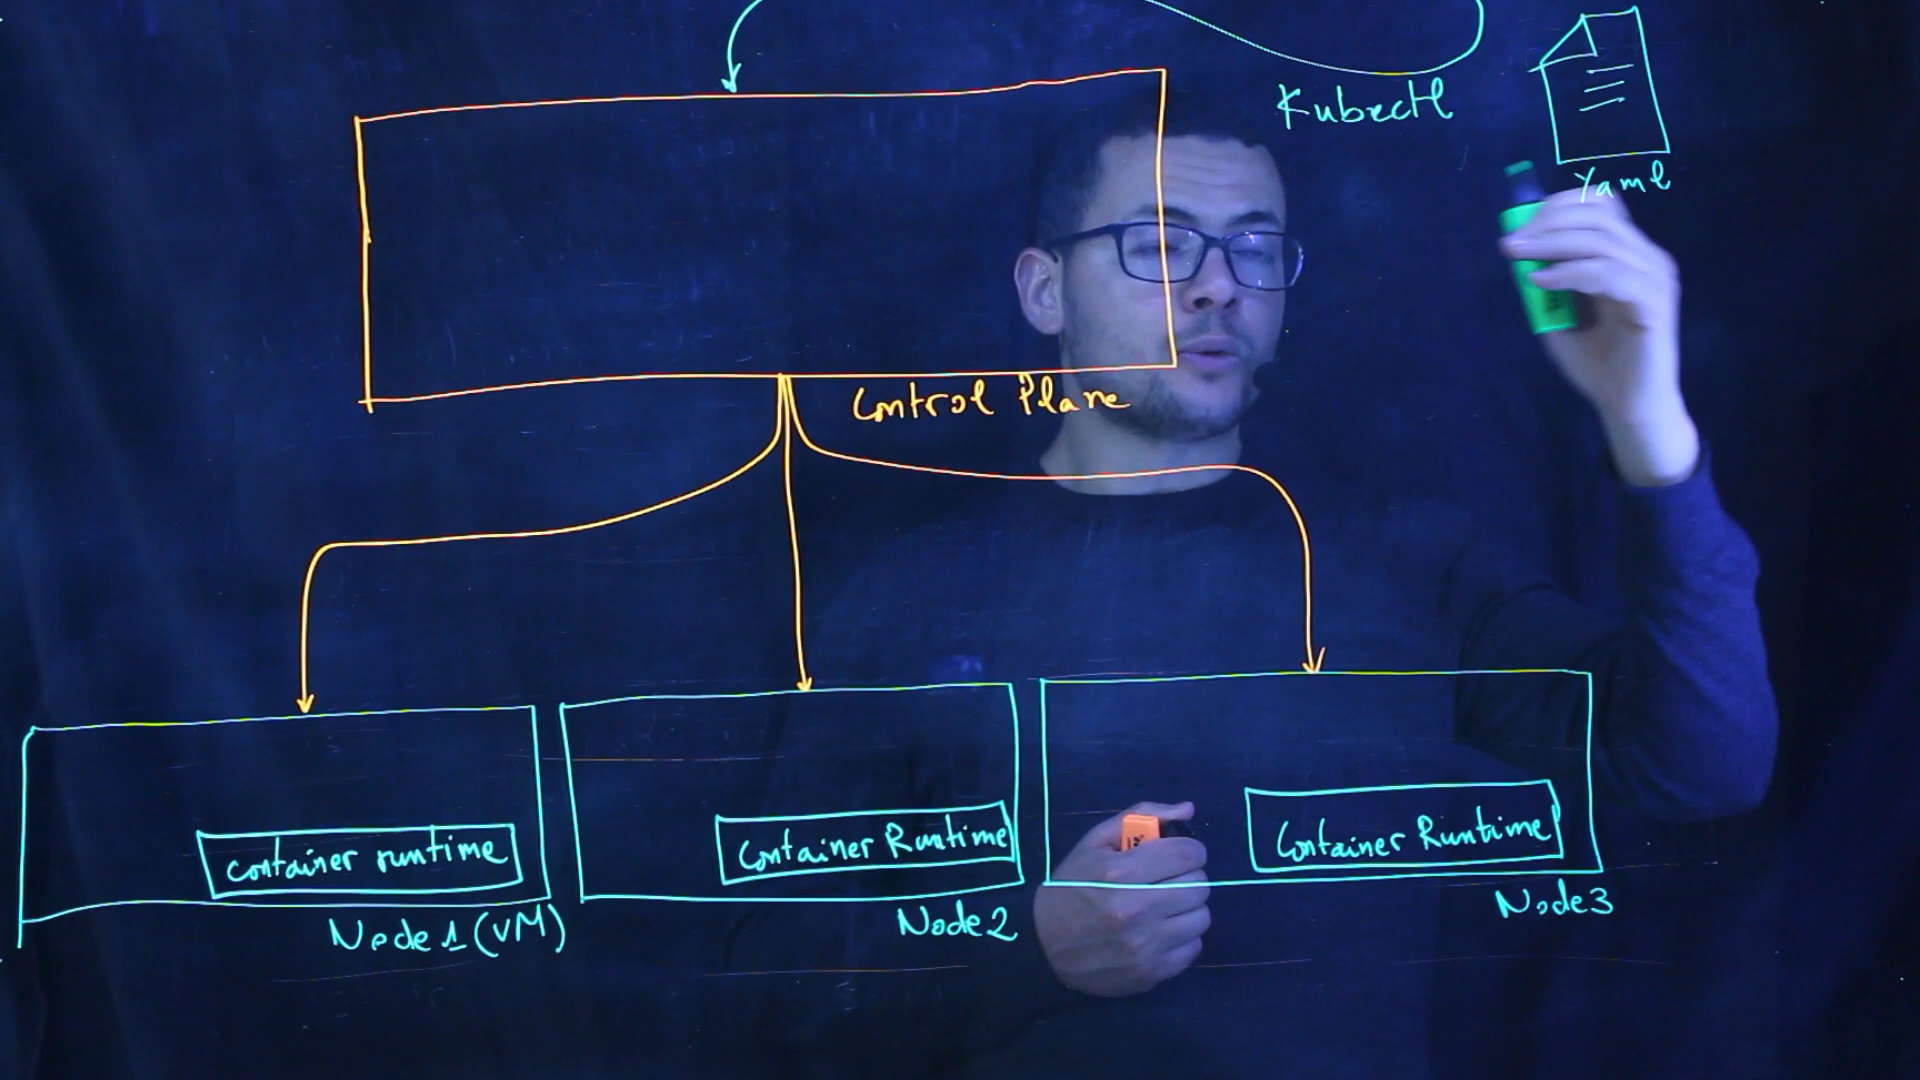 Kubectl
Yaml
Control Plane
container runtime
Container Runtime
Container Runtime
Node 1 (VM)
Node2
Node3